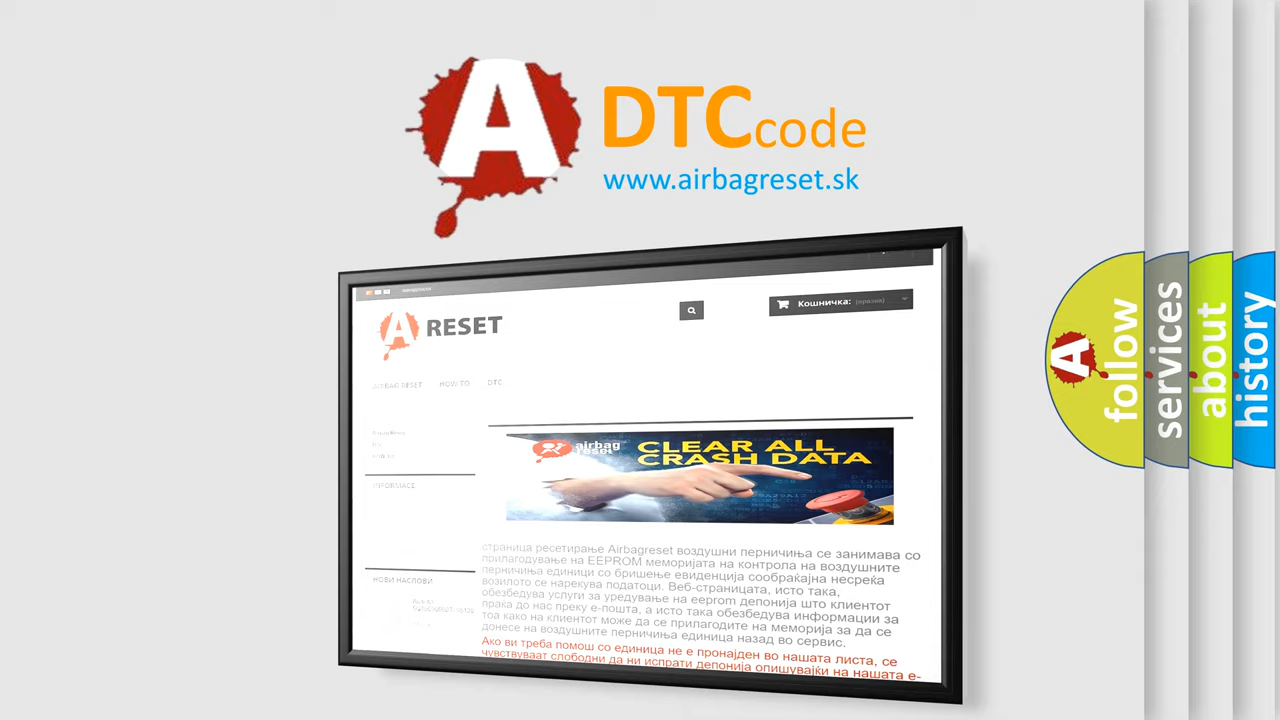 A
DTCcode
www.airbagreset.sk
A RESET
Кошничка: (празна)
AIRBAG RESET HOW TO DTC
airbag
reset
CLEAR ALL
CRASH DATA
INFORMACE
НОВИ НАСЛОВИ
страница ресетирање Airbagreset воздушни перничиња се занимава со
прилагодување на EEPROM меморијата на контрола на воздушните
перничиња единици со бришење евиденција сообраќајна несреќа
возилото се нарекува податоци. Веб-страницата, исто така,
обезбедува услуги за уредување на eeprom депонија што клиентот
прака до нас преку е-пошта, а исто така обезбедува информации за
тоа како на клиентот може да се прилагодите на меморија за да се
донесе на воздушните перничиња единица назад во сервис.
Ако ви треба помош со единица не е пронајден во нашата листа, се
чувствуваат слободни да ни испрати депонија опишувајќи на нашата е-
A
follow
services
about
history